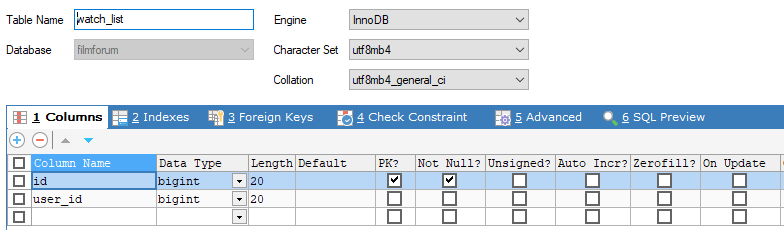 Table Name watch_list Engine InnoDB
Database filmforum Character Set utf8mb4
Collation utf8mb4_general_ci
1 Columns 2 Indexes 3 Foreign Keys 4 Check Constraint 5 Advanced 6 SQL Preview
Column Name Data Type Length Default PK? Not Null? Unsigned? Auto Incr? Zerofill? On Update
id bigint 20
user_id bigint 20